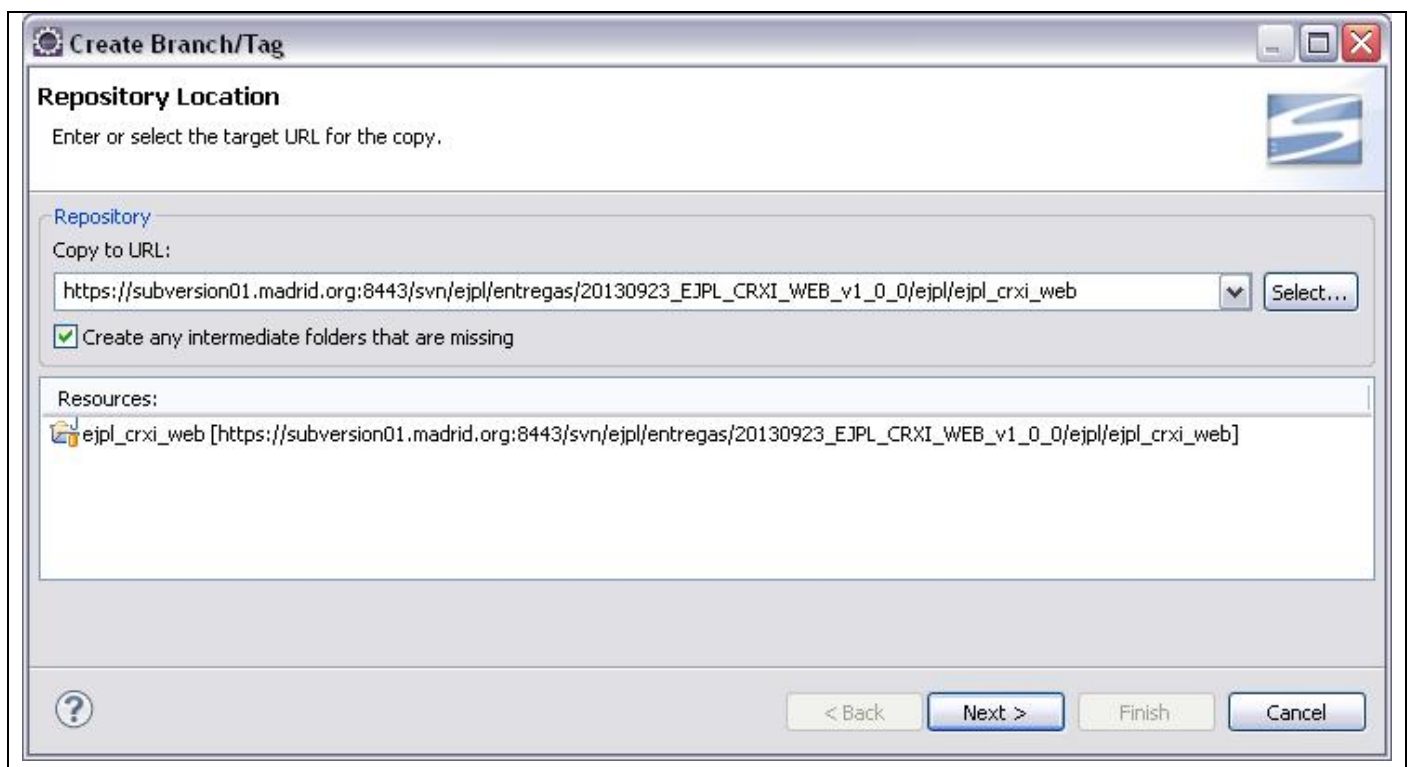 Create Branch/Tag
Repository Location
Enter or select the target URL for the copy.
Repository
Copy to URL:
https://subversion01.madrid.org:8443/svn/ejpl/entregas/20130923_EJPL_CRXI_WEB_v1_0_0/ejpl/ejpl_crxi_web
Select...
Create any intermediate folders that are missing
Resources:
ejpl_crxi_web [https://subversion01.madrid.org:8443/svn/ejpl/entregas/20130923_EJPL_CRXI_WEB_v1_0_0/ejpl/ejpl_crxi_web]
?
< Back
Next >
Finish
Cancel